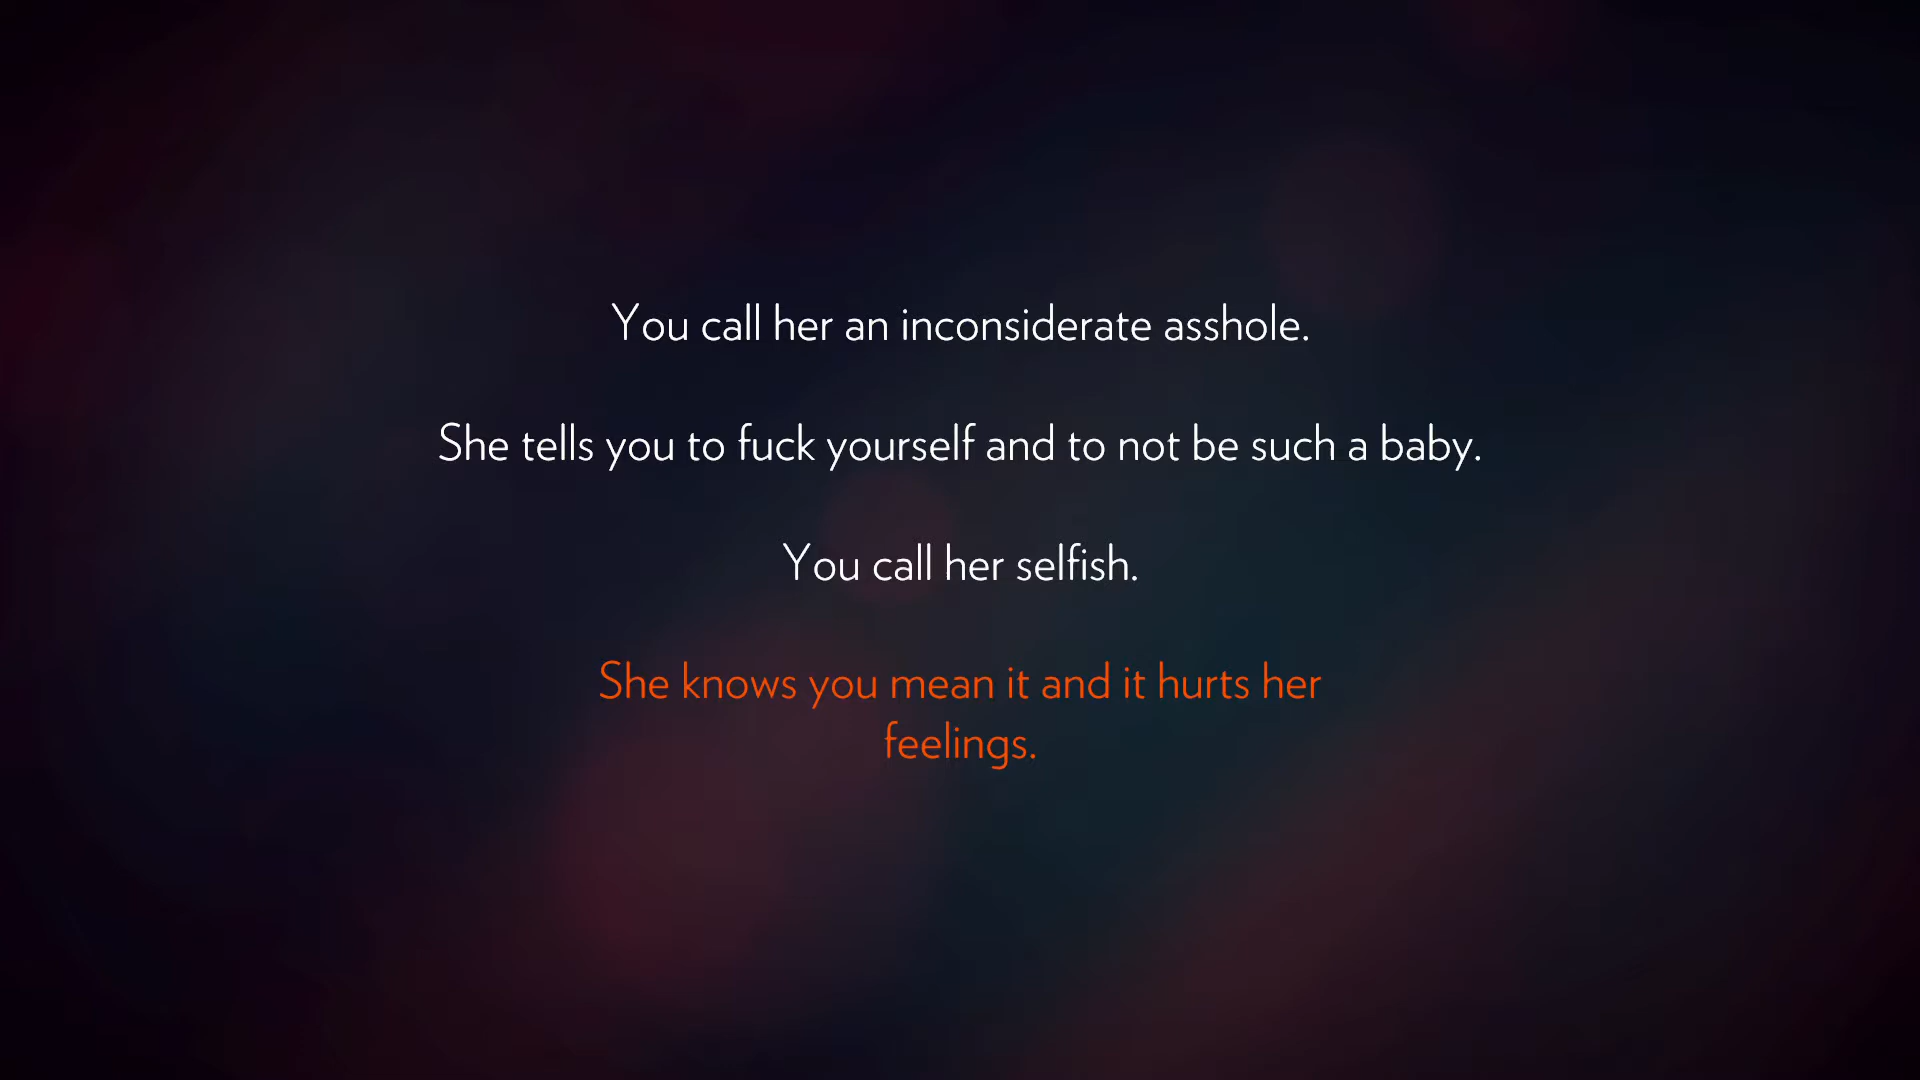 You call her an inconsiderate asshole.
She tells you to fuck yourself and to not be such a baby.
You call her selfish.
She knows you mean it and it hurts her
feelings.